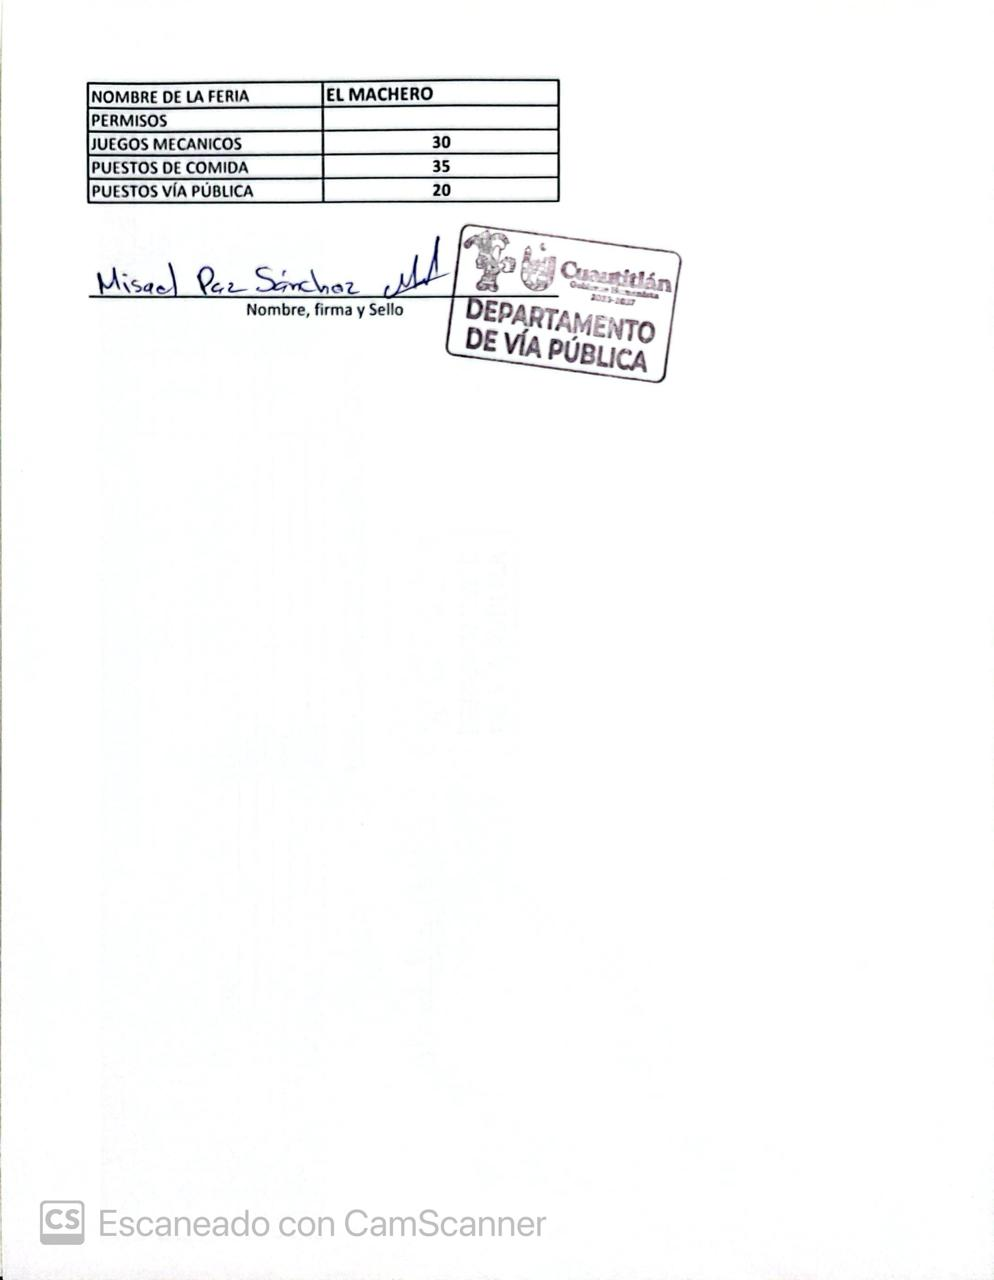 NOMBRE DE LA FERIA EL MACHERO
PERMISOS
JUEGOS MECANICOS 30
PUESTOS DE COMIDA 35
PUESTOS VÍA PÚBLICA 20
Misael Paz Sánchez
Nombre, firma y Sello
Cuautitlán
DEPARTAMENTO
DE VÍA PÚBLICA
CS Escaneado con CamScanner